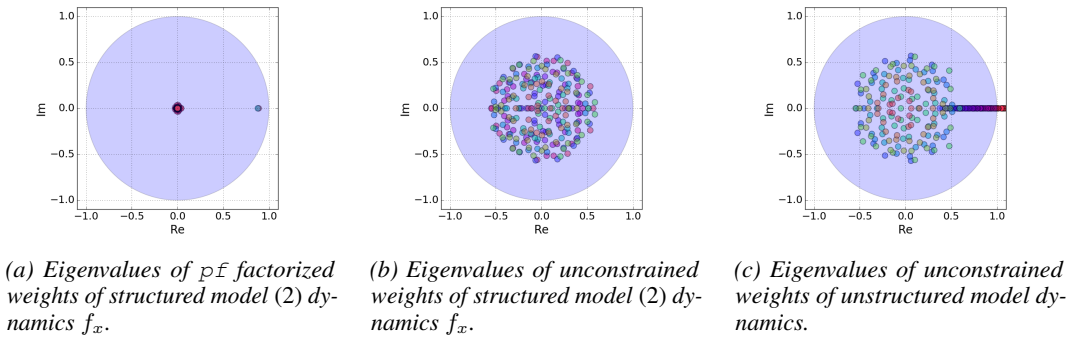 1.0
0.5
0.0
−0.5
−1.0
Im
−1.0 −0.5 0.0 0.5 1.0
Re
1.0
0.5
0.0
−0.5
−1.0
Im
−1.0 −0.5 0.0 0.5 1.0
Re
1.0
0.5
0.0
−0.5
−1.0
Im
−1.0 −0.5 0.0 0.5 1.0
Re
(a) Eigenvalues of pf factorized
weights of structured model (2) dy-
namics fₓ.
(b) Eigenvalues of unconstrained
weights of structured model (2) dy-
namics fₓ.
(c) Eigenvalues of unconstrained
weights of unstructured model dy-
namics.